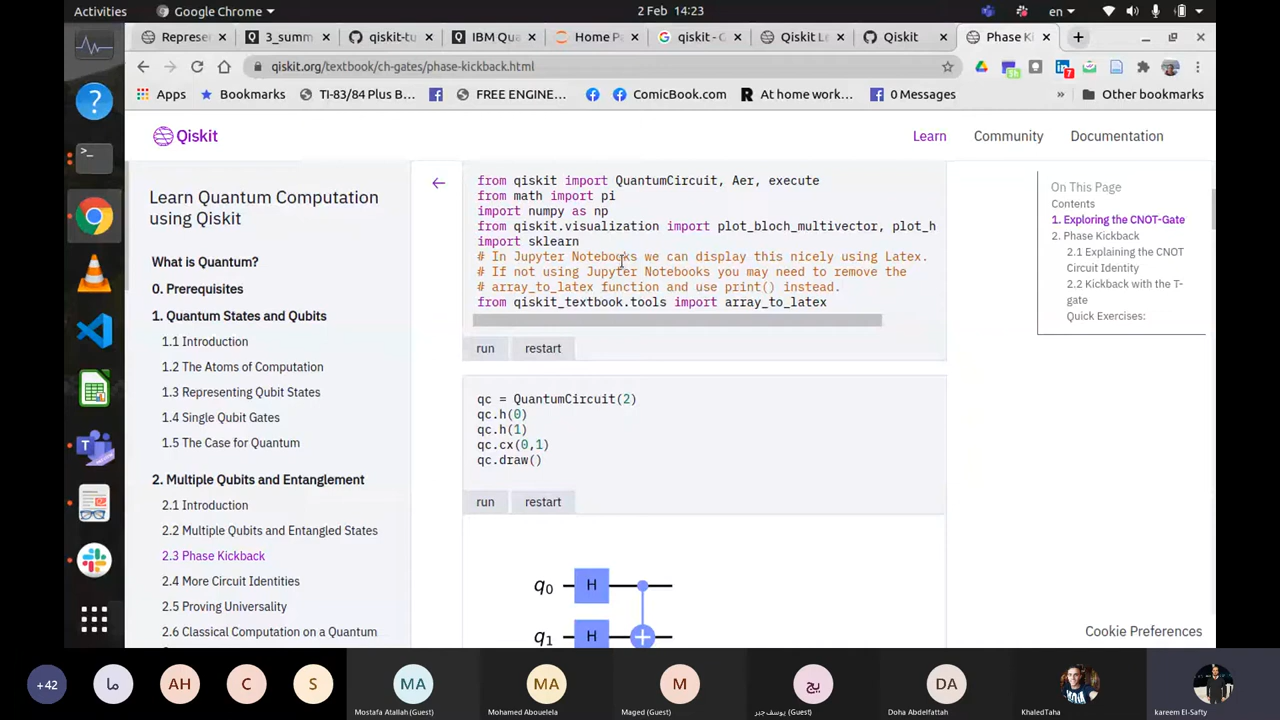 Activities
Google Chrome
2 Feb 14:23
en
Represe
3_summ
qiskit-tu
IBM Qua
Home Pa
qiskit - G
Qiskit Le
Qiskit
Phase Ki
qiskit.org/textbook/ch-gates/phase-kickback.html
Apps
Bookmarks
TI-83/84 Plus B...
FREE ENGINE...
ComicBook.com
At home work...
0 Messages
»
Other bookmarks
Qiskit
Learn
Community
Documentation
Learn Quantum Computation
using Qiskit
What is Quantum?
0. Prerequisites
1. Quantum States and Qubits
1.1 Introduction
1.2 The Atoms of Computation
1.3 Representing Qubit States
1.4 Single Qubit Gates
1.5 The Case for Quantum
2. Multiple Qubits and Entanglement
2.1 Introduction
2.2 Multiple Qubits and Entangled States
2.3 Phase Kickback
2.4 More Circuit Identities
2.5 Proving Universality
2.6 Classical Computation on a Quantum
from qiskit import QuantumCircuit, Aer, execute
from math import pi
import numpy as np
from qiskit.visualization import plot_bloch_multivector, plot_h
import sklearn
# In Jupyter Notebooks we can display this nicely using Latex.
# If not using Jupyter Notebooks you may need to remove the
# array_to_latex function and use print() instead.
from qiskit_textbook.tools import array_to_latex
run
restart
qc = QuantumCircuit(2)
qc.h(0)
qc.h(1)
qc.cx(0,1)
qc.draw()
run
restart
q0
H
q1
H
On This Page
Contents
1. Exploring the CNOT-Gate
2. Phase Kickback
2.1 Explaining the CNOT
Circuit Identity
2.2 Kickback with the T-
gate
Quick Exercises:
Cookie Preferences
+42
ما
AH
C
S
MA
Mostafa Atallah (Guest)
MA
Mohamed Abouelela
M
Maged (Guest)
يج
يوسف جبر (Guest)
DA
Doha Abdelfattah
KhaledTaha
kareem El-Safty